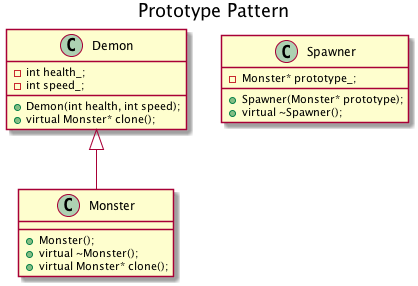 Prototype Pattern
C Demon
int health_;
int speed_;
Demon(int health, int speed);
virtual Monster* clone();
C Spawner
Monster* prototype_;
Spawner(Monster* prototype);
virtual ~Spawner();
C Monster
Monster();
virtual ~Monster();
virtual Monster* clone();